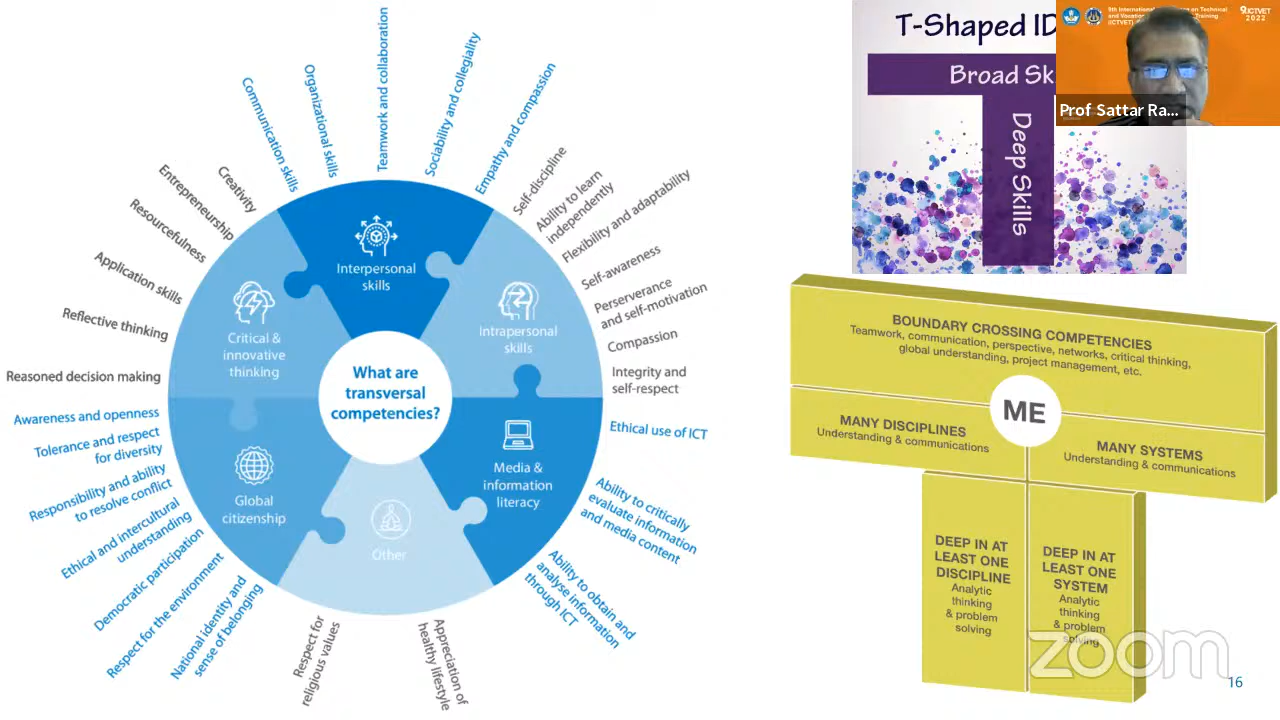 Communication skills
Organizational skills
Teamwork and collaboration
Sociability and collegiality
Empathy and compassion
Self-discipline
Ability to learn
independently
Flexibility and adaptability
Self-awareness
Perserverance
and self-motivation
Compassion
Integrity and
self-respect
Ethical use of ICT
Ability to critically
evaluate information
and media content
Ability to obtain and
analyse information
through ICT
Appreciation of
healthy lifestyle
Respect for
religious values
National identity and
sense of belonging
Respect for the environment
Democratic participation
Ethical and intercultural
understanding
Responsibility and ability
to resolve conflict
Tolerance and respect
for diversity
Awareness and openness
Reasoned decision making
Reflective thinking
Application skills
Resourcefulness
Entrepreneurship
Creativity
Interpersonal
skills
Intrapersonal
skills
Media &
information
literacy
Other
Global
citizenship
Critical &
innovative
thinking
What are
transversal
competencies?
T-Shaped ID
Broad Sk
Deep Skills
9th International
on Technical
and Vocation
Training
(ICTVET)
ICTVET
2022
Prof Sattar Ra...
BOUNDARY CROSSING COMPETENCIES
Teamwork, communication, perspective, networks, critical thinking,
global understanding, project management, etc.
ME
MANY DISCIPLINES
Understanding & communications
MANY SYSTEMS
Understanding & communications
DEEP IN AT
LEAST ONE
DISCIPLINE
Analytic
thinking
& problem
solving
DEEP IN AT
LEAST ONE
SYSTEM
Analytic
thinking
& problem
solving
zoom
16